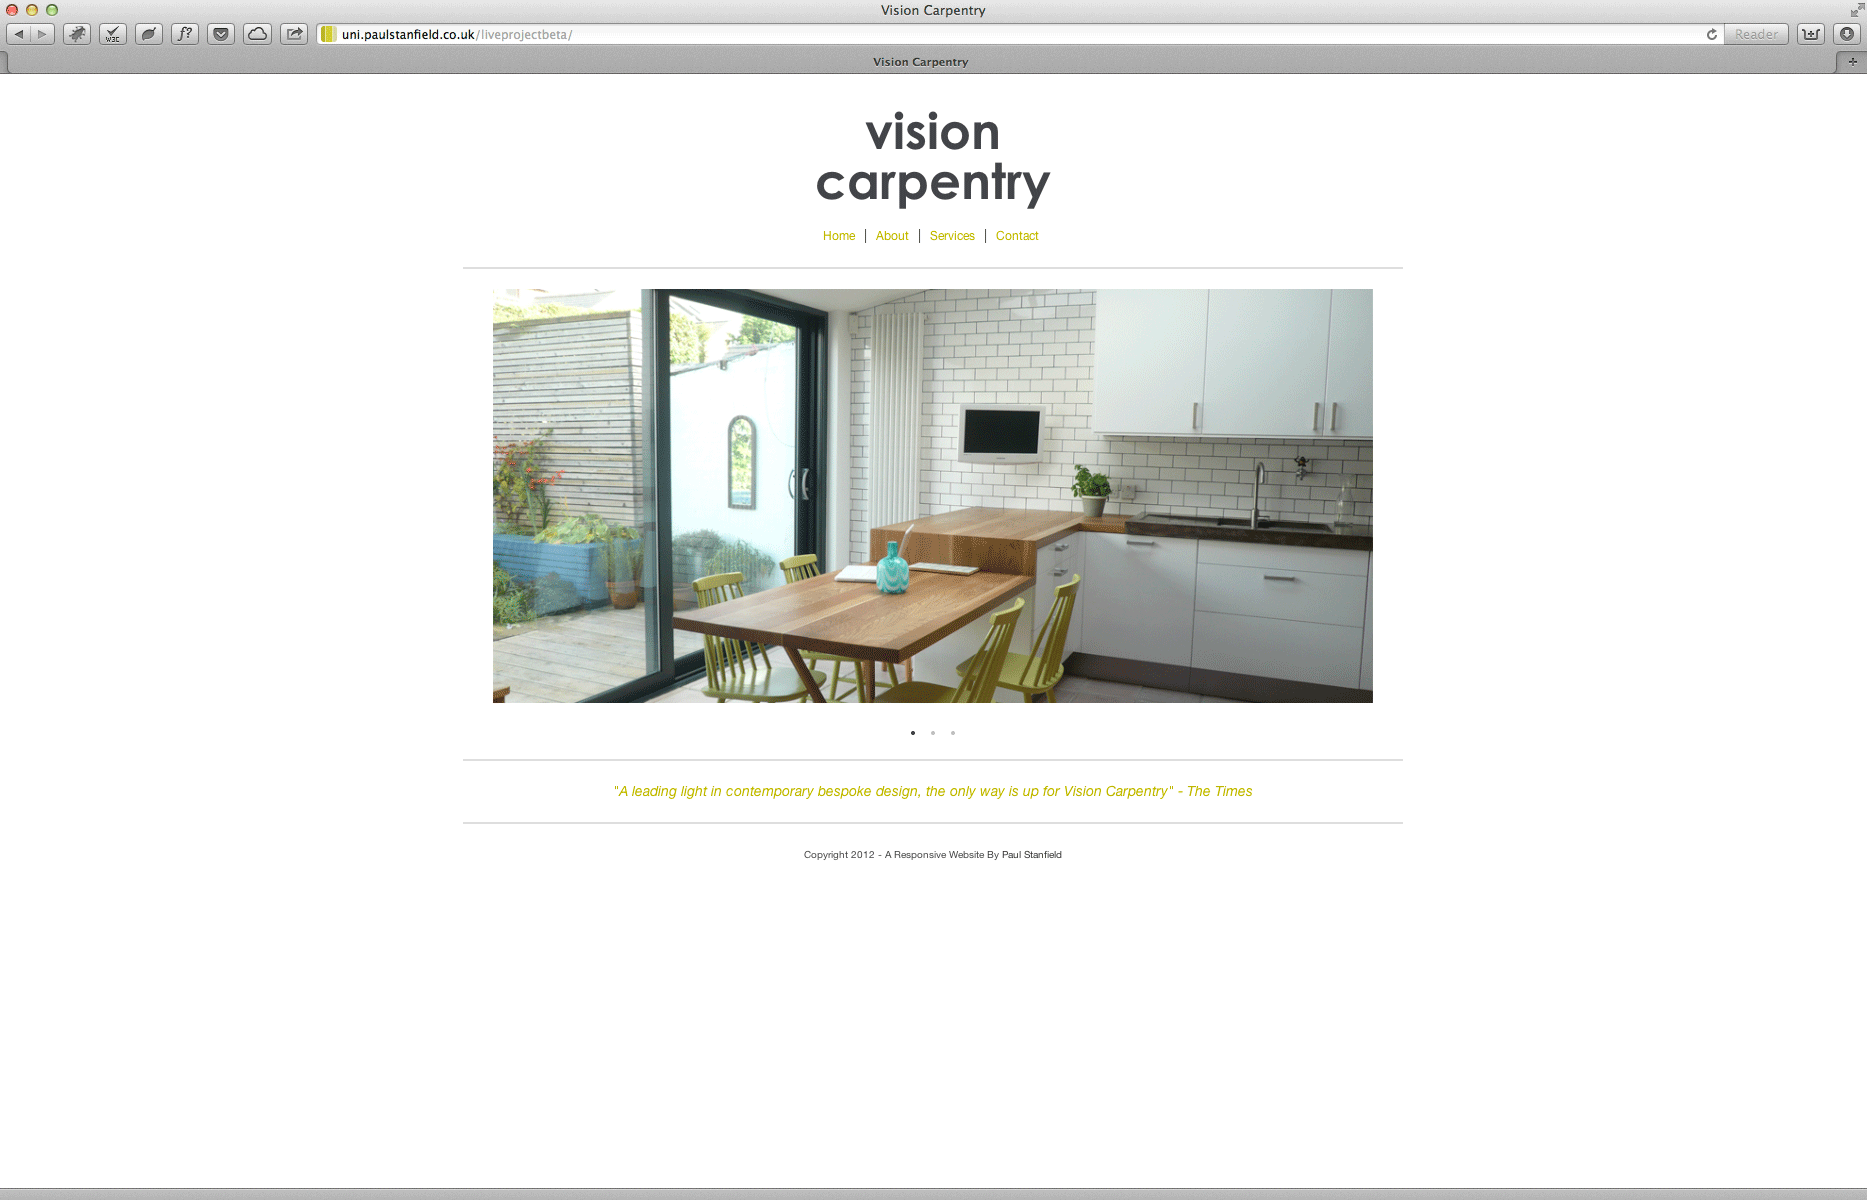 Vision Carpentry
W3C
f?
uni.paulstanfield.co.uk/liveprojectbeta/
Reader
Vision Carpentry
vision
carpentry
Home | About | Services | Contact
"A leading light in contemporary bespoke design, the only way is up for Vision Carpentry" - The Times
Copyright 2012 - A Responsive Website By Paul Stanfield